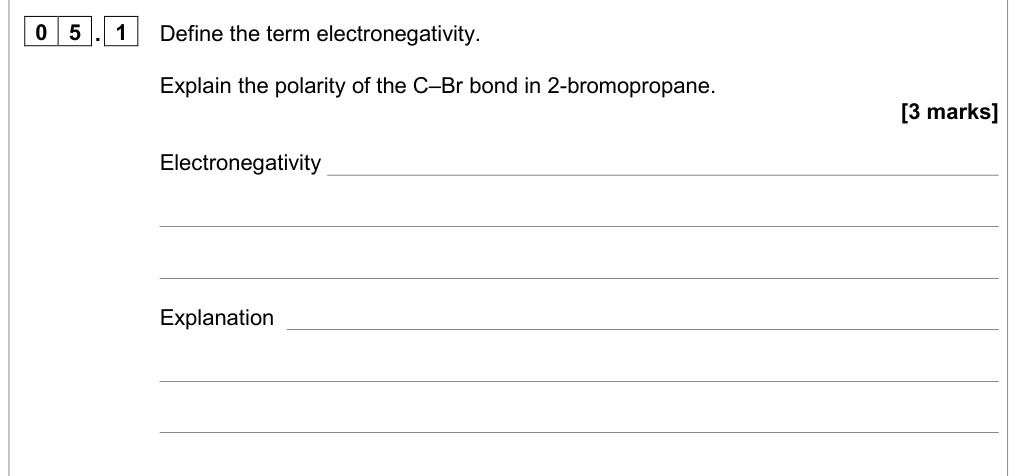 0 5 . 1 Define the term electronegativity.
Explain the polarity of the C–Br bond in 2-bromopropane.
[3 marks]
Electronegativity
Explanation